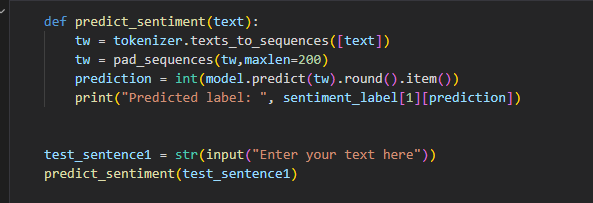 def predict_sentiment(text):
    tw = tokenizer.texts_to_sequences([text])
    tw = pad_sequences(tw,maxlen=200)
    prediction = int(model.predict(tw).round().item())
    print("Predicted label: ", sentiment_label[1][prediction])
test_sentence1 = str(input("Enter your text here"))
predict_sentiment(test_sentence1)